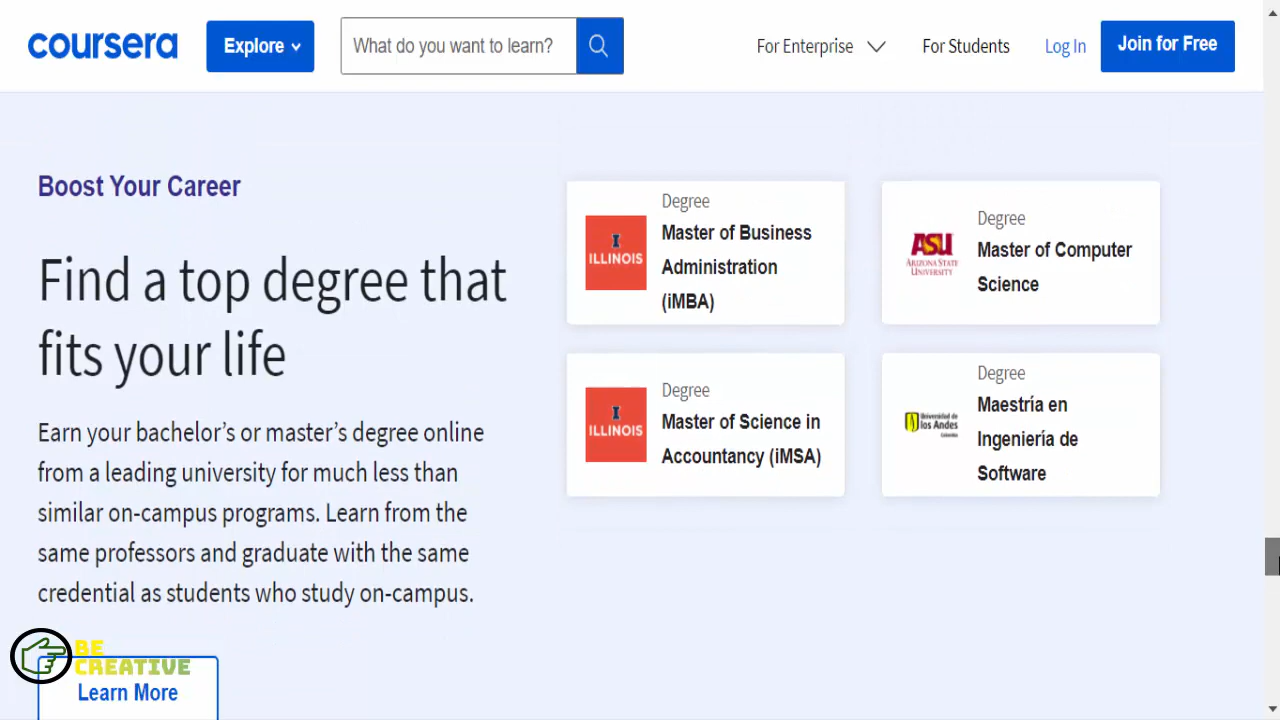 coursera
Explore
What do you want to learn?
For Enterprise
For Students
Log In
Join for Free
Boost Your Career
Find a top degree that
fits your life
Earn your bachelor’s or master’s degree online
from a leading university for much less than
similar on-campus programs. Learn from the
same professors and graduate with the same
credential as students who study on-campus.
Learn More
BE
CREATIVE
I
ILLINOIS
Degree
Master of Business
Administration
(iMBA)
ASU
ARIZONA STATE
UNIVERSITY
Degree
Master of Computer
Science
I
ILLINOIS
Degree
Master of Science in
Accountancy (iMSA)
Universidad de
los Andes
Colombia
Degree
Maestría en
Ingeniería de
Software